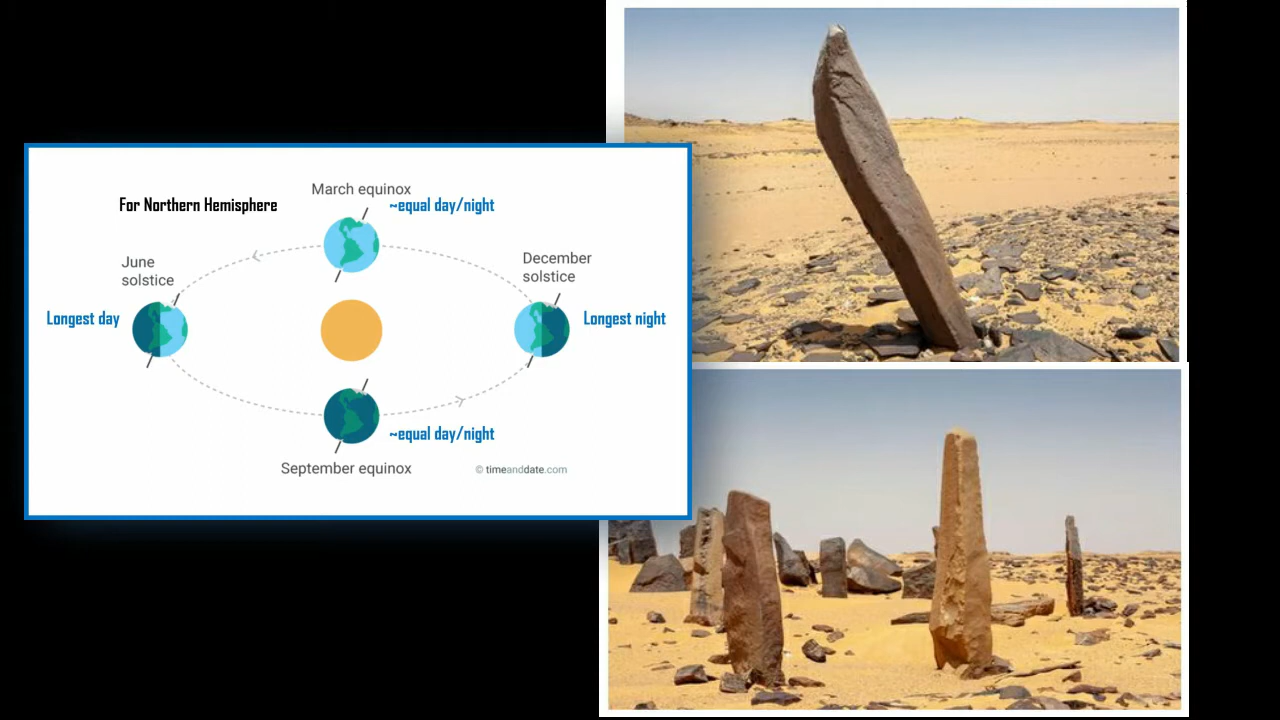 March equinox
For Northern Hemisphere
~equal day/night
June
solstice
December
solstice
Longest day
Longest night
~equal day/night
September equinox
© timeanddate.com